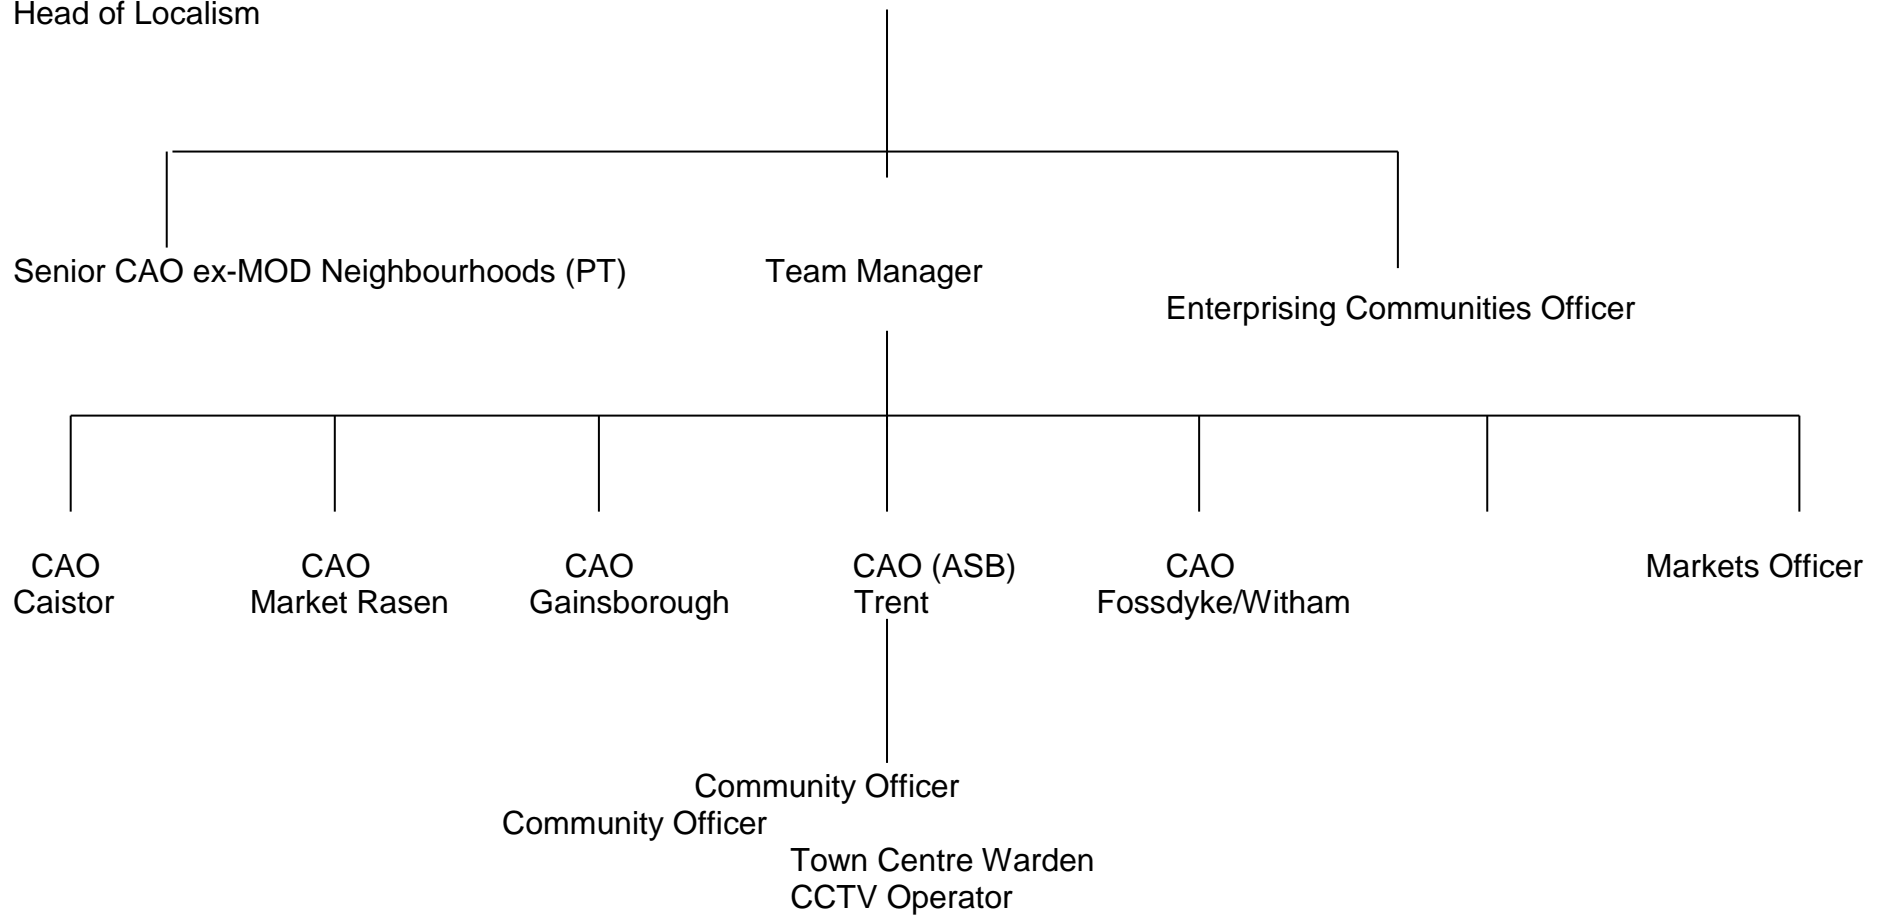 Head of Localism
Senior CAO ex-MOD Neighbourhoods (PT)
Team Manager
Enterprising Communities Officer
CAO
Caistor
CAO
Market Rasen
CAO
Gainsborough
CAO (ASB)
Trent
CAO
Fossdyke/Witham
Markets Officer
Community Officer
Community Officer
Town Centre Warden
CCTV Operator